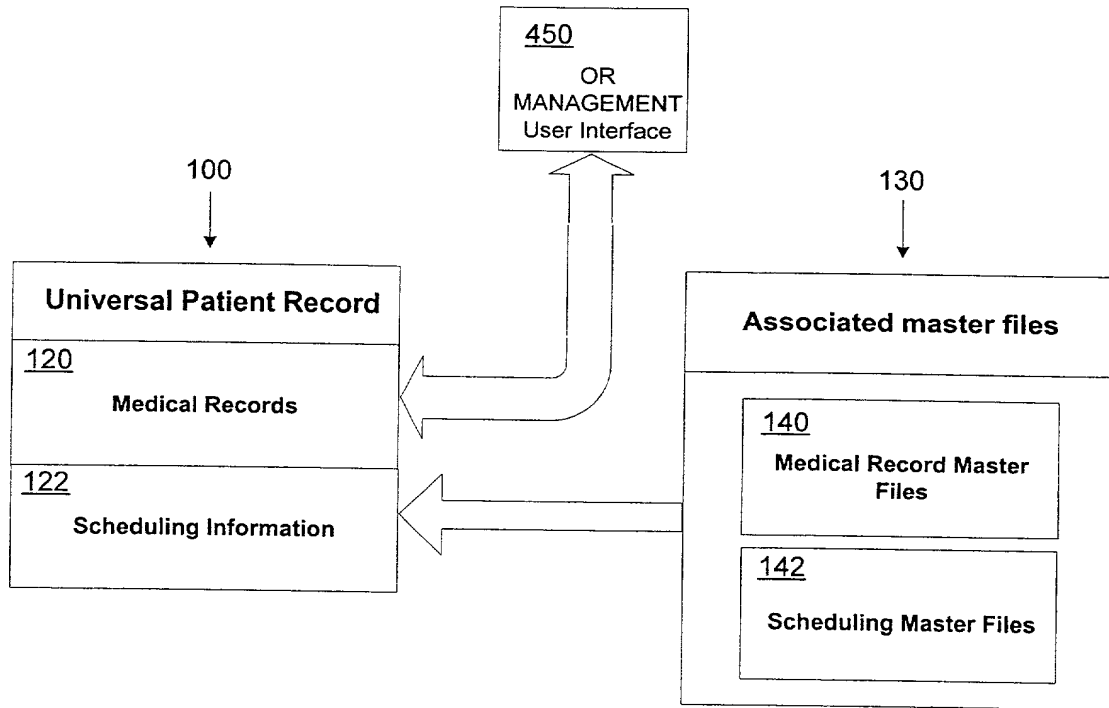 450
OR
MANAGEMENT
User Interface
100
130
Universal Patient Record
120
Medical Records
122
Scheduling Information
Associated master files
140
Medical Record Master
Files
142
Scheduling Master Files